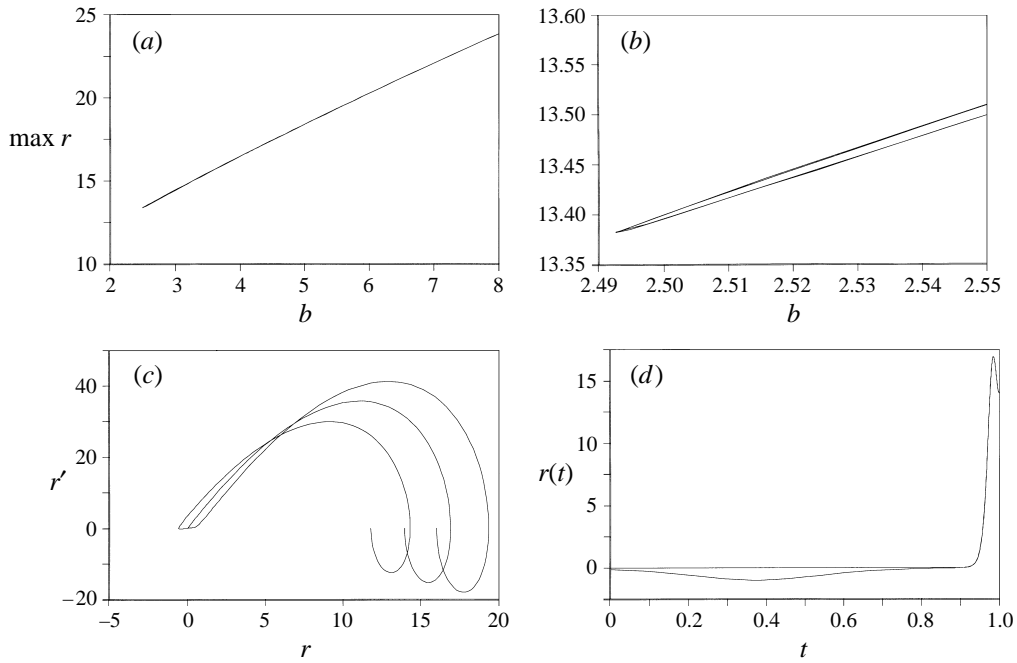 25
20
15
10
max r
(a)
2 3 4 5 6 7 8
b
13.60
13.55
13.50
13.45
13.40
13.35
(b)
2.49 2.50 2.51 2.52 2.53 2.54 2.55
b
40
20
0
–20
r′
(c)
–5 0 5 10 15 20
r
15
10
5
0
r(t)
(d)
0 0.2 0.4 0.6 0.8 1.0
t